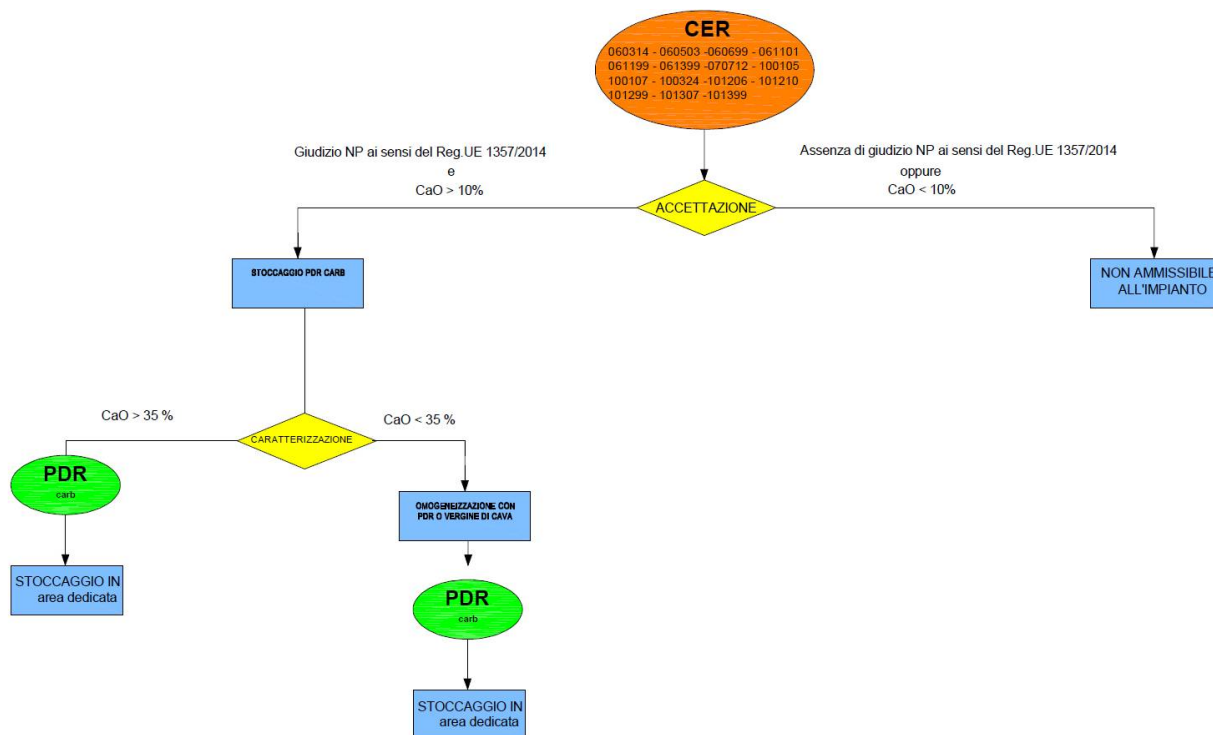 CER
060314 - 060503 -060699 - 061101
061199 - 061399 -070712 - 100105
100107 - 100324 -101206 - 101210
101299 - 101307 -101399
Giudizio NP ai sensi del Reg.UE 1357/2014
e
CaO > 10%
Assenza di giudizio NP ai sensi del Reg.UE 1357/2014
oppure
CaO < 10%
ACCETTAZIONE
STOCCAGGIO PDR CARB
NON AMMISSIBILE
ALL'IMPIANTO
CaO > 35 %
CaO < 35 %
CARATTERIZZAZIONE
PDR
carb
OMOGENEIZZAZIONE CON
PDR O VERGINE DI CAVA
STOCCAGGIO IN
area dedicata
PDR
carb
STOCCAGGIO IN
area dedicata